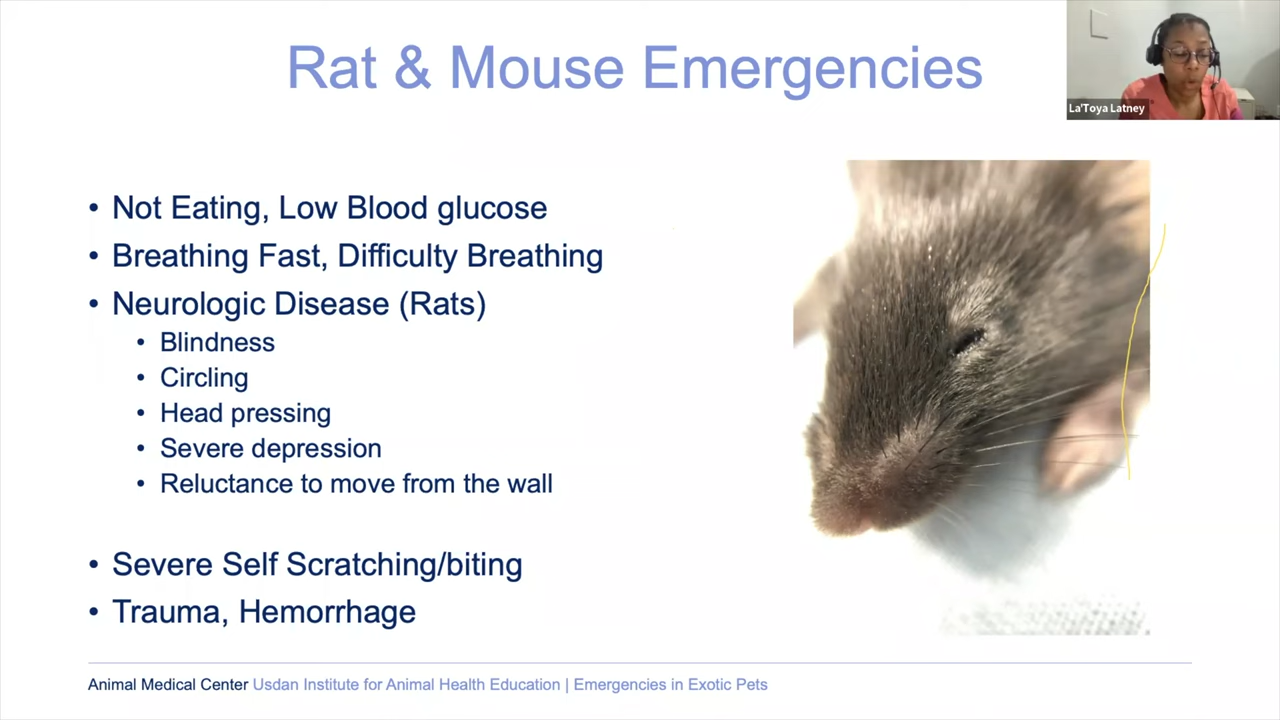 Rat & Mouse Emergencies
La'Toya Latney
• Not Eating, Low Blood glucose
• Breathing Fast, Difficulty Breathing
• Neurologic Disease (Rats)
• Blindness
• Circling
• Head pressing
• Severe depression
• Reluctance to move from the wall
• Severe Self Scratching/biting
• Trauma, Hemorrhage
Animal Medical Center Usdan Institute for Animal Health Education | Emergencies in Exotic Pets